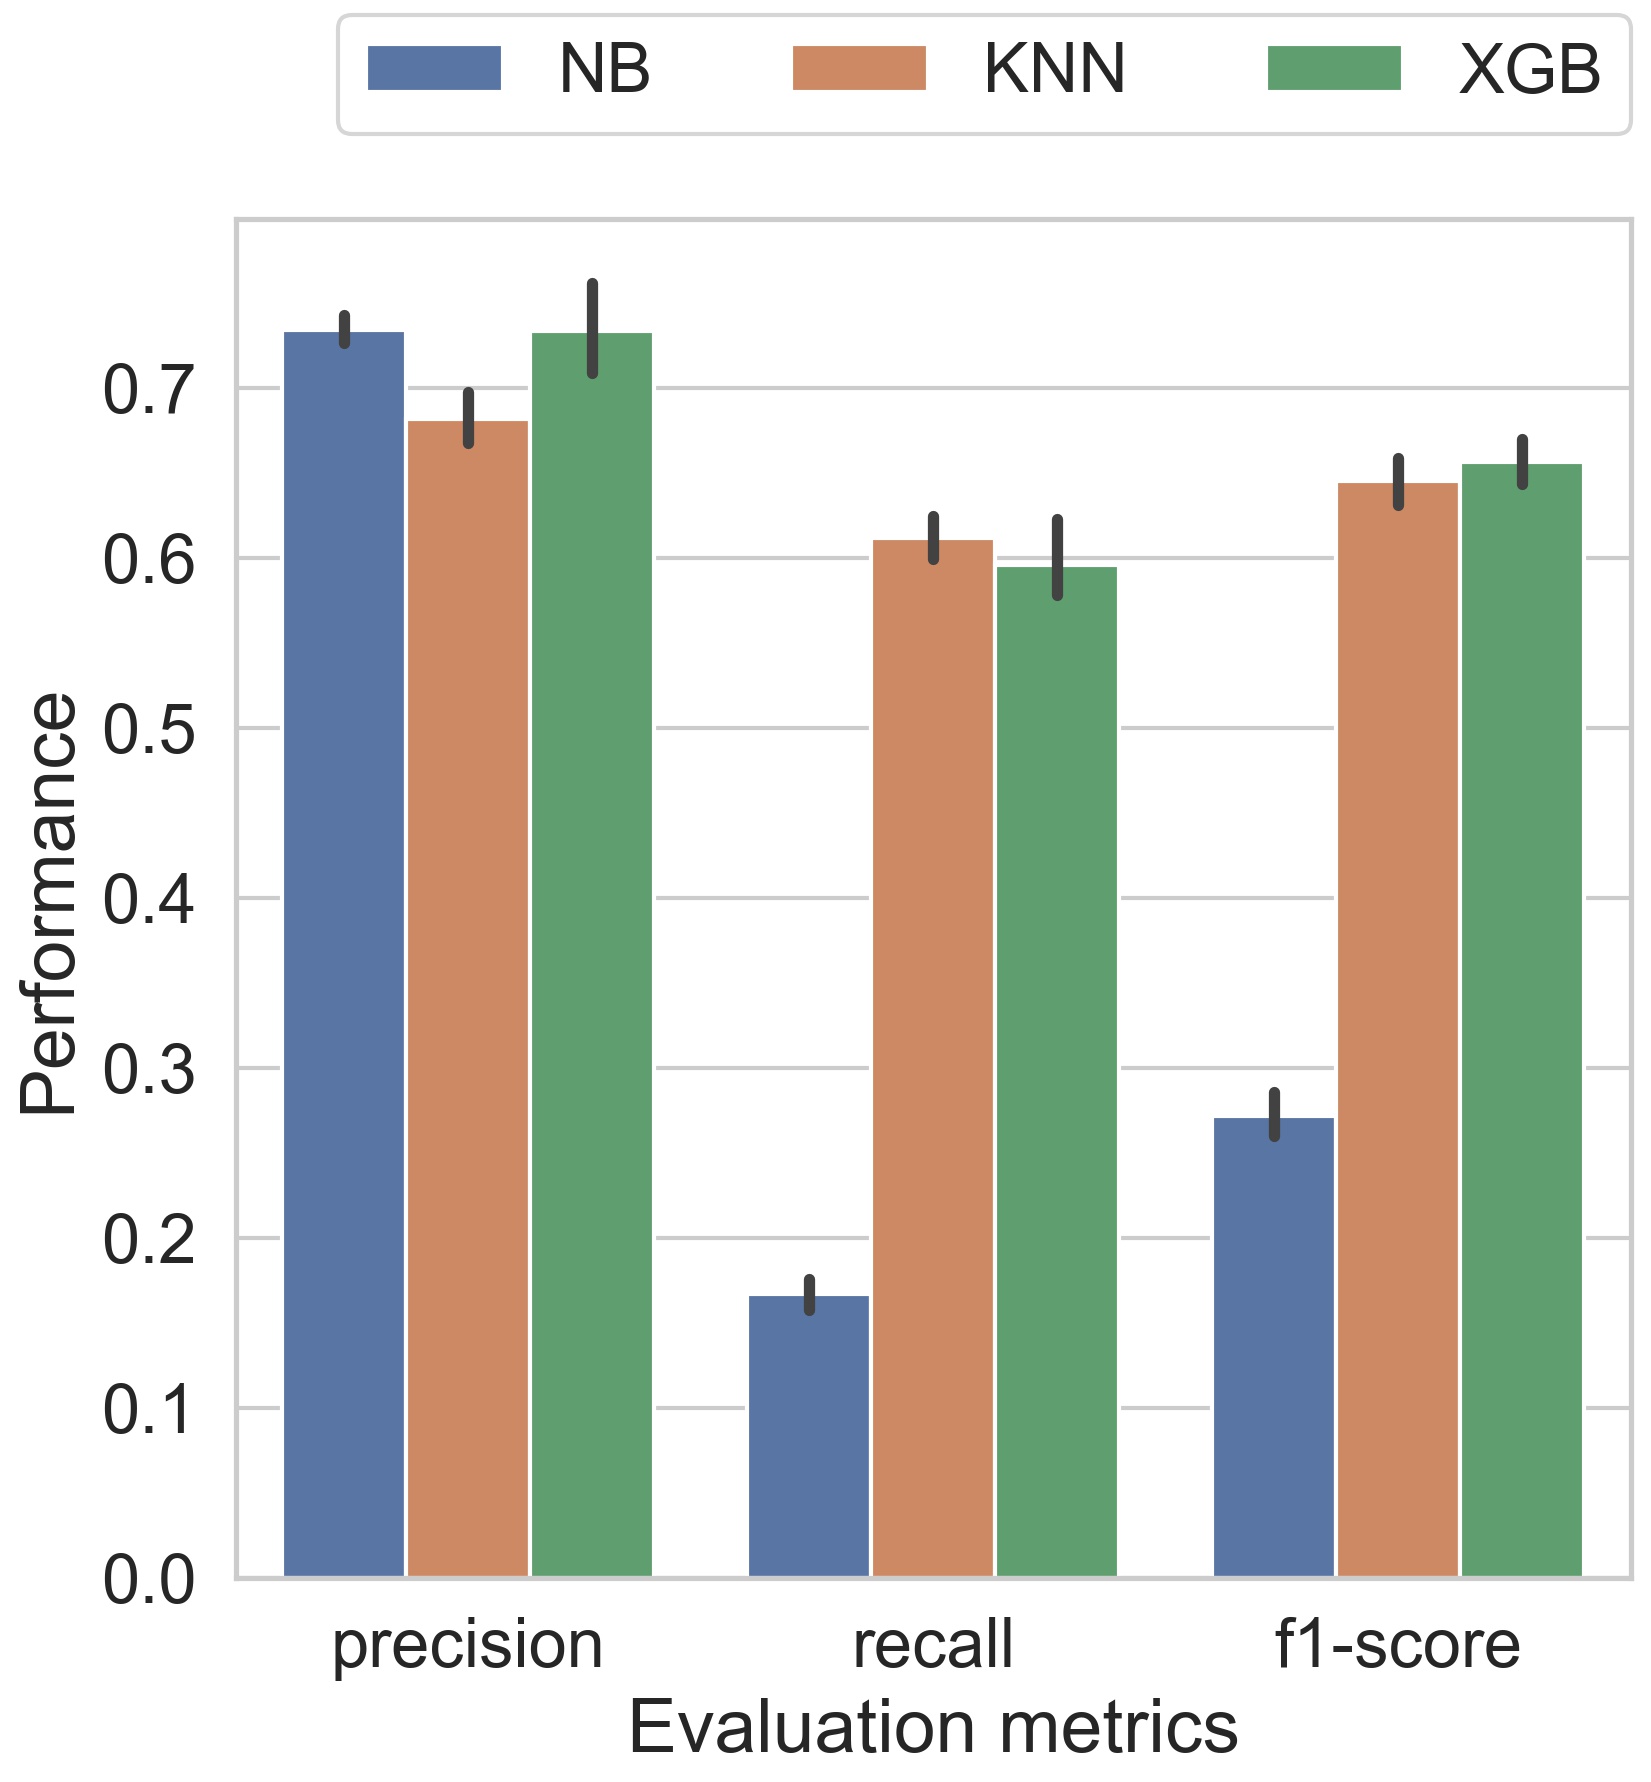 NB KNN XGB
Performance
0.7
0.6
0.5
0.4
0.3
0.2
0.1
0.0
precision recall f1-score
Evaluation metrics